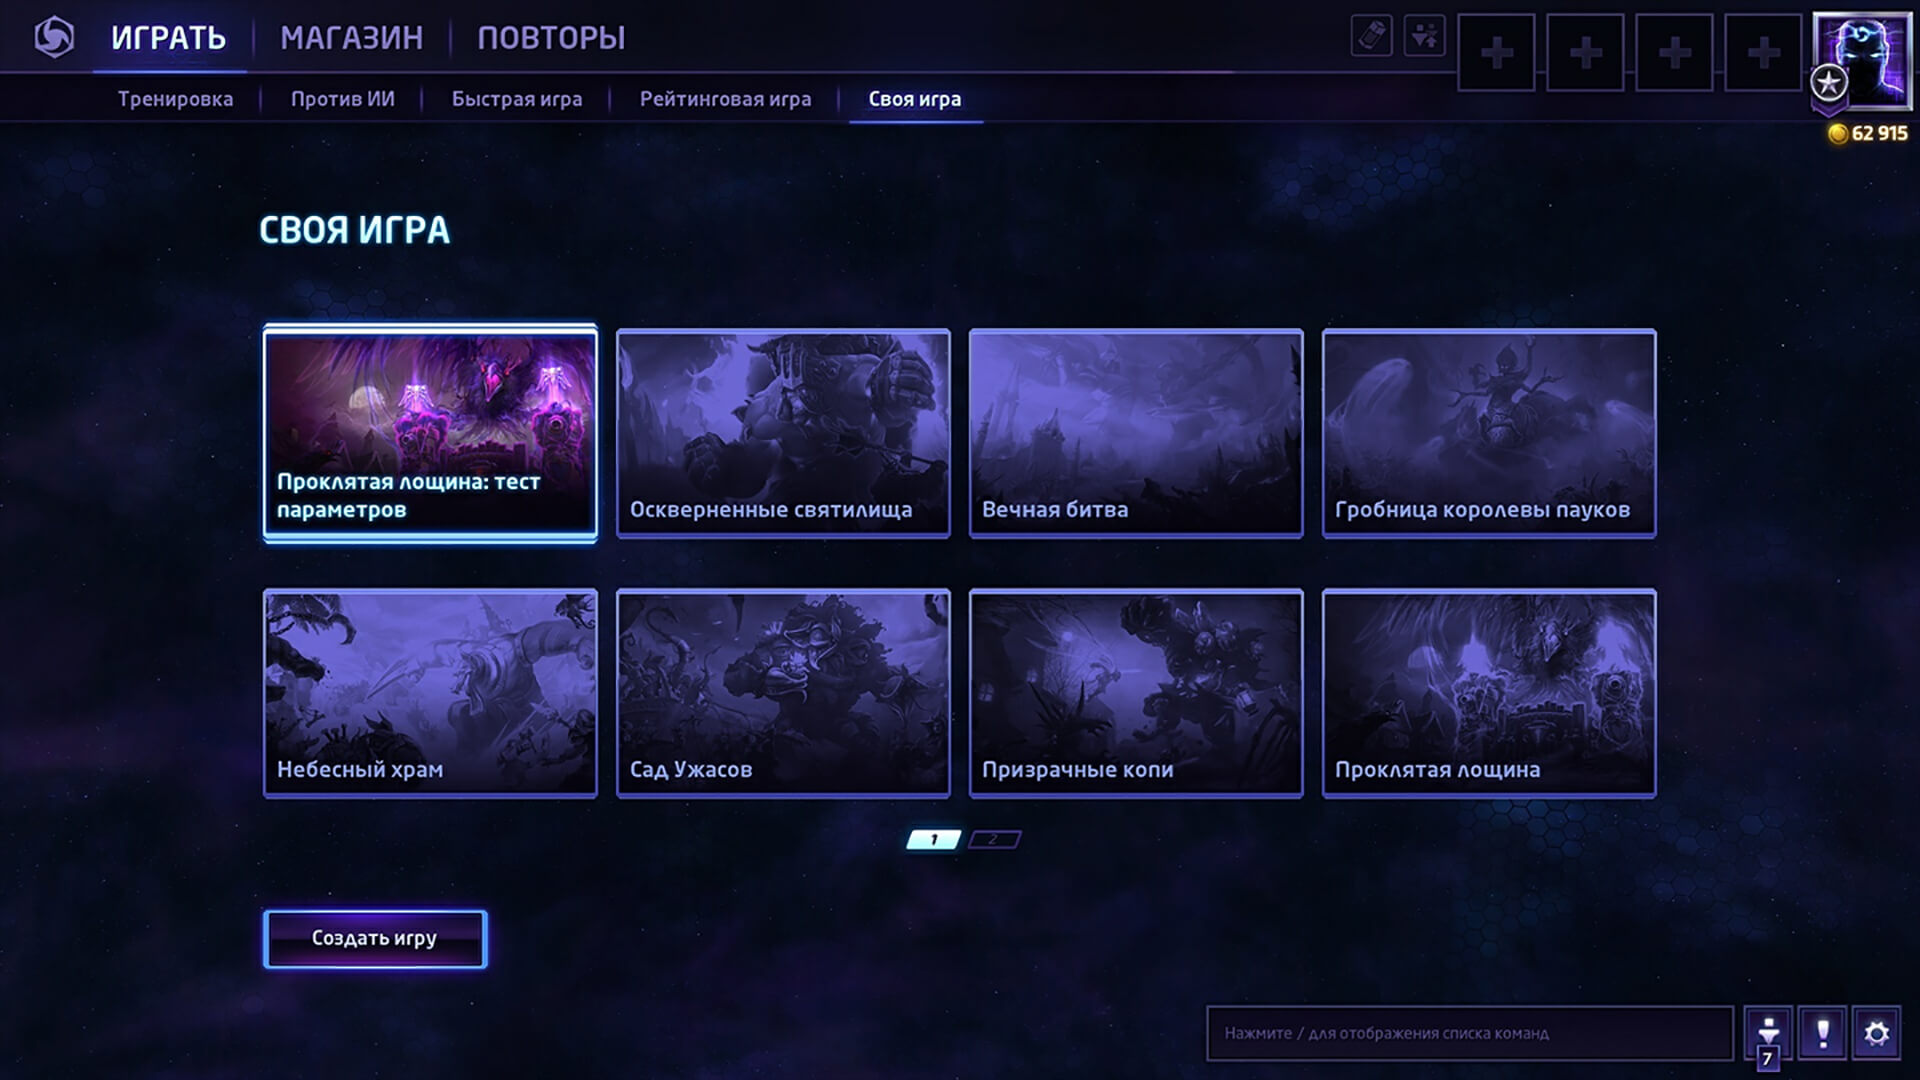 ИГРАТЬ
МАГАЗИН
ПОВТОРЫ
Тренировка
Против ИИ
Быстрая игра
Рейтинговая игра
Своя игра
62 915
СВОЯ ИГРА
Проклятая лощина: тест
параметров
Оскверненные святилища
Вечная битва
Гробница королевы пауков
Небесный храм
Сад Ужасов
Призрачные копи
Проклятая лощина
1
2
Создать игру
Нажмите / для отображения списка команд
7